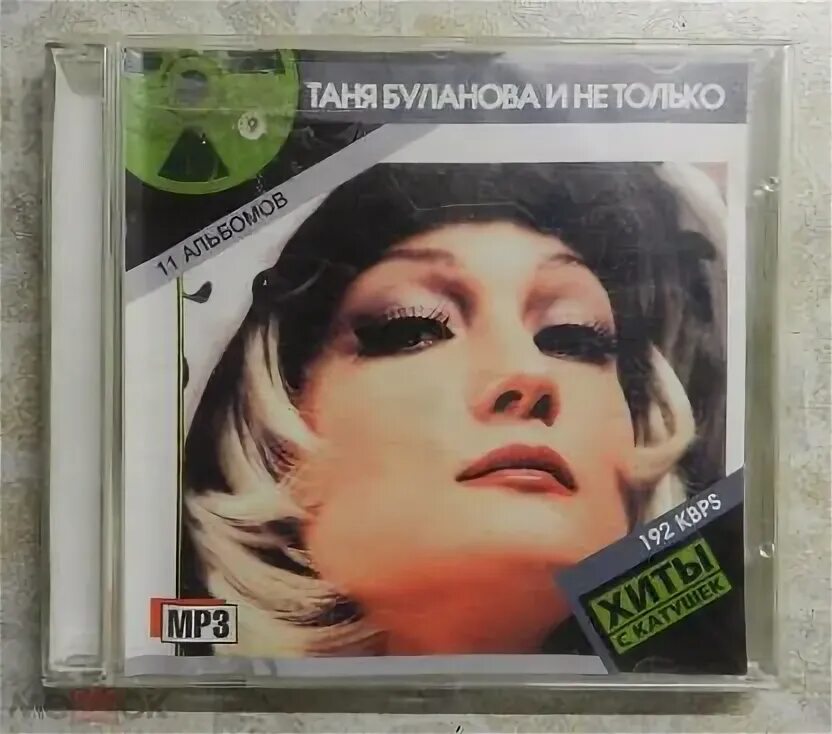 ТАНЯ БУЛАНОВА И НЕ ТОЛЬКО
11 АЛЬБОМОВ
192 KBPS
ХИТЫ
С КАТУШЕК
MP3